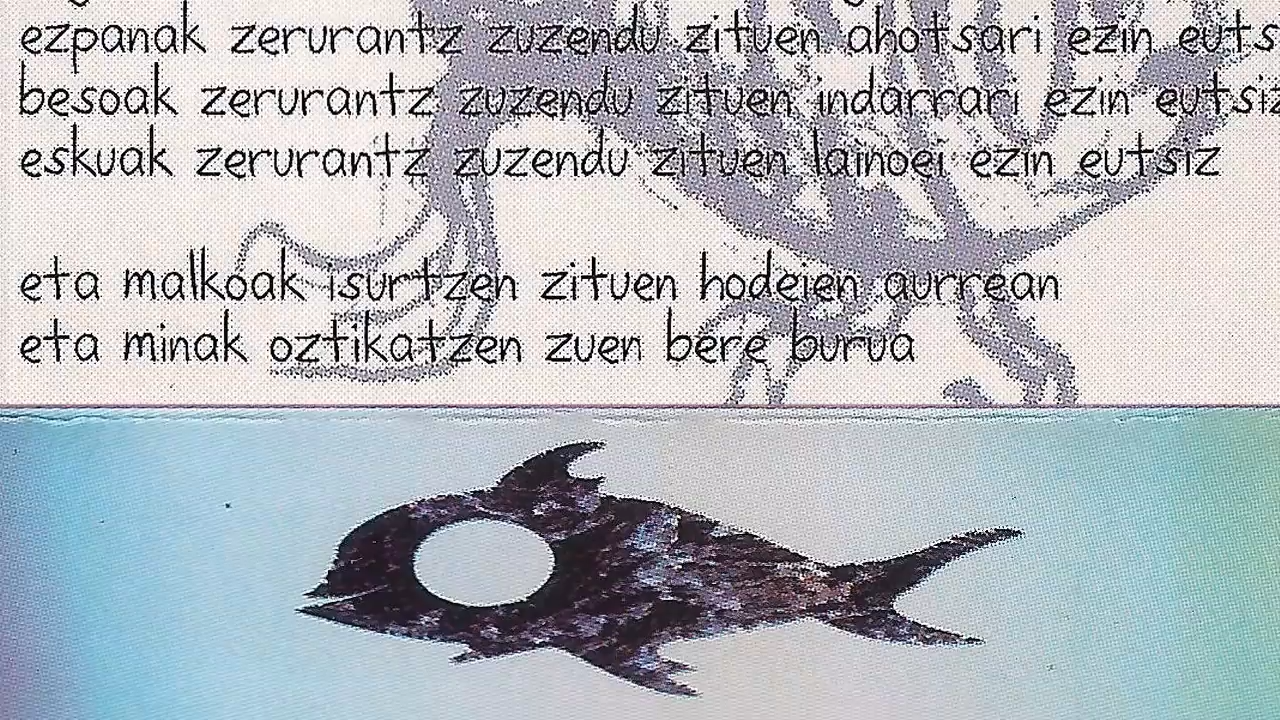 ezpanak zerurantz zuzendu zituen ahotsari ezin
besoak zerurantz zuzendu zituen indarrari ezin
eskuak zerurantz zuzendu zituen lainoei ezin eutsiz
eta malkoak isurtzen zituen hodeien aurrean
eta minak oztikatzen zuen bere burua